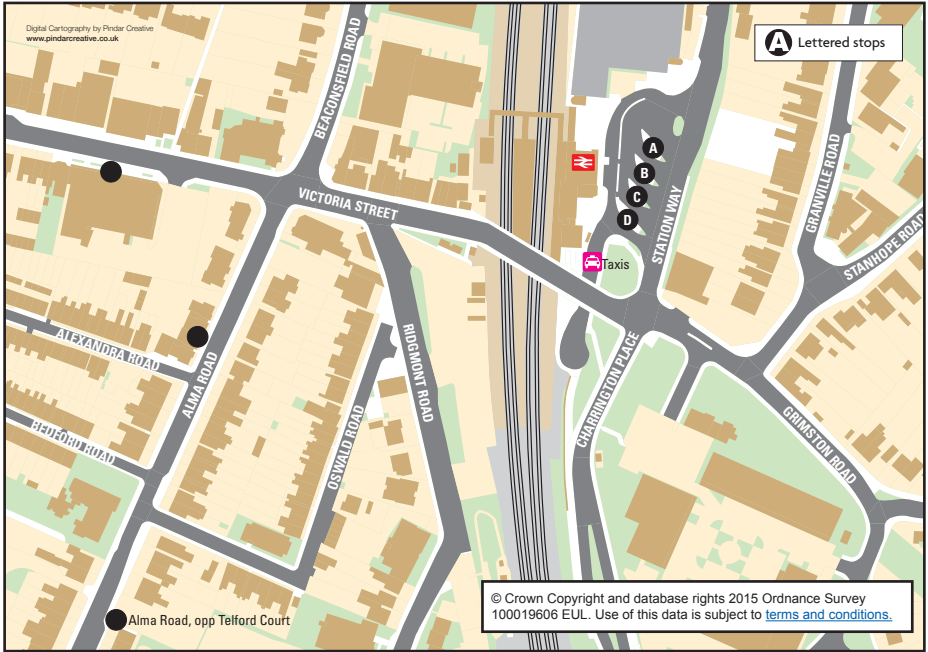 Digital Cartography by Pindar Creative
www.pindarcreative.co.uk
A Lettered stops
BEACONSFIELD ROAD
VICTORIA STREET
A
B
C
D
STATION WAY
GRANVILLE ROAD
STANHOPE ROAD
Taxis
ALEXANDRA ROAD
ALMA ROAD
RIDGMONT ROAD
CHARRINGTON PLACE
BEDFORD ROAD
OSWALD ROAD
GRIMSTON ROAD
Alma Road, opp Telford Court
© Crown Copyright and database rights 2015 Ordnance Survey
100019606 EUL. Use of this data is subject to terms and conditions.